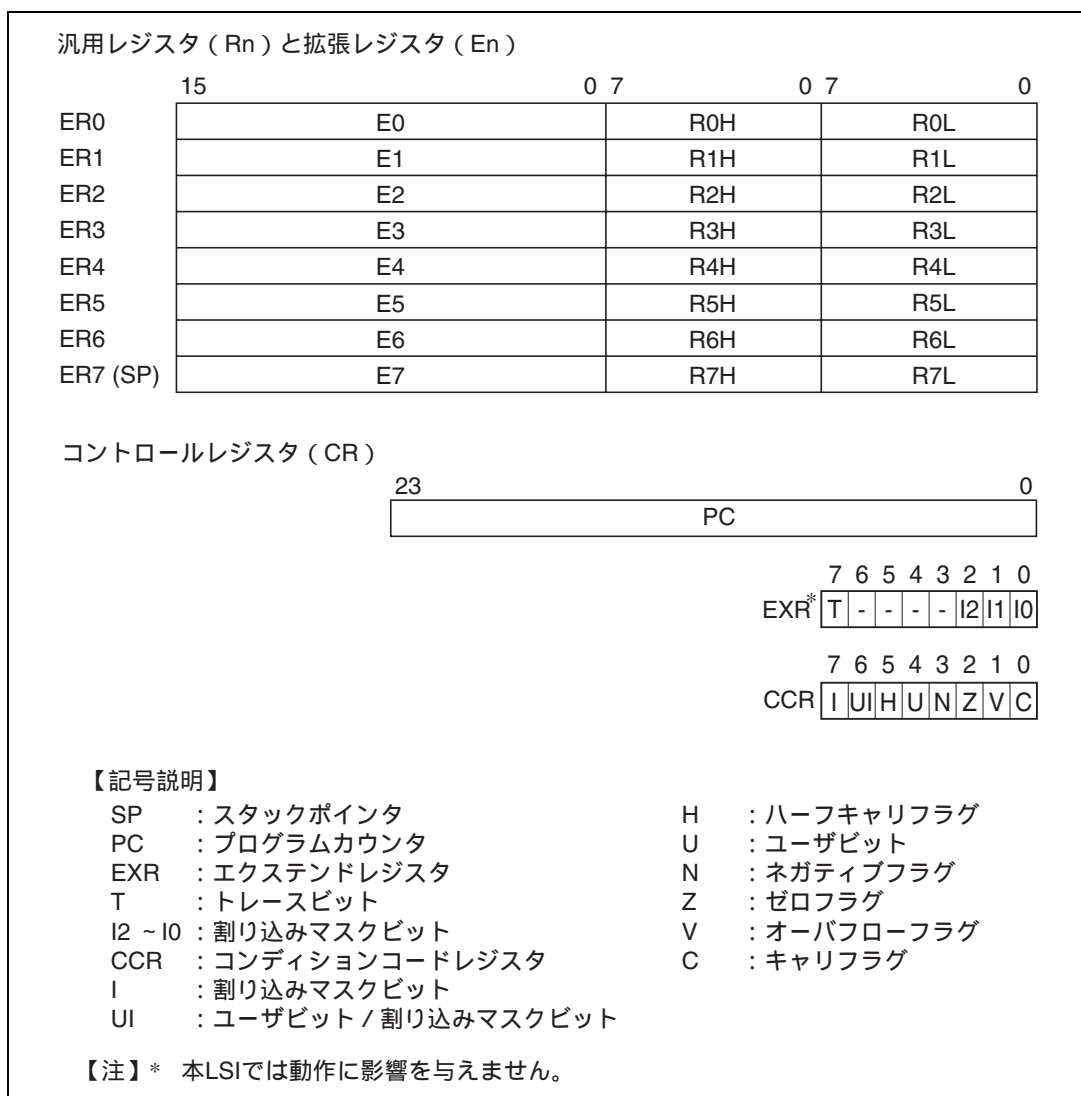 汎用レジスタ（Rn）と拡張レジスタ（En）
15 0 7 0 7 0
ER0 E0 R0H R0L
ER1 E1 R1H R1L
ER2 E2 R2H R2L
ER3 E3 R3H R3L
ER4 E4 R4H R4L
ER5 E5 R5H R5L
ER6 E6 R6H R6L
ER7 (SP) E7 R7H R7L
コントロールレジスタ（CR）
23 0
PC
7 6 5 4 3 2 1 0
EXR* T - - - - I2 I1 I0
7 6 5 4 3 2 1 0
CCR I UI H U N Z V C
【記号説明】
SP ：スタックポインタ
PC ：プログラムカウンタ
EXR ：エクステンドレジスタ
T ：トレースビット
I2 ~ I0 ：割り込みマスクビット
CCR ：コンディションコードレジスタ
I ：割り込みマスクビット
UI ：ユーザビット / 割り込みマスクビット
H ：ハーフキャリフラグ
U ：ユーザビット
N ：ネガティブフラグ
Z ：ゼロフラグ
V ：オーバフローフラグ
C ：キャリフラグ
【注】* 本LSIでは動作に影響を与えません。